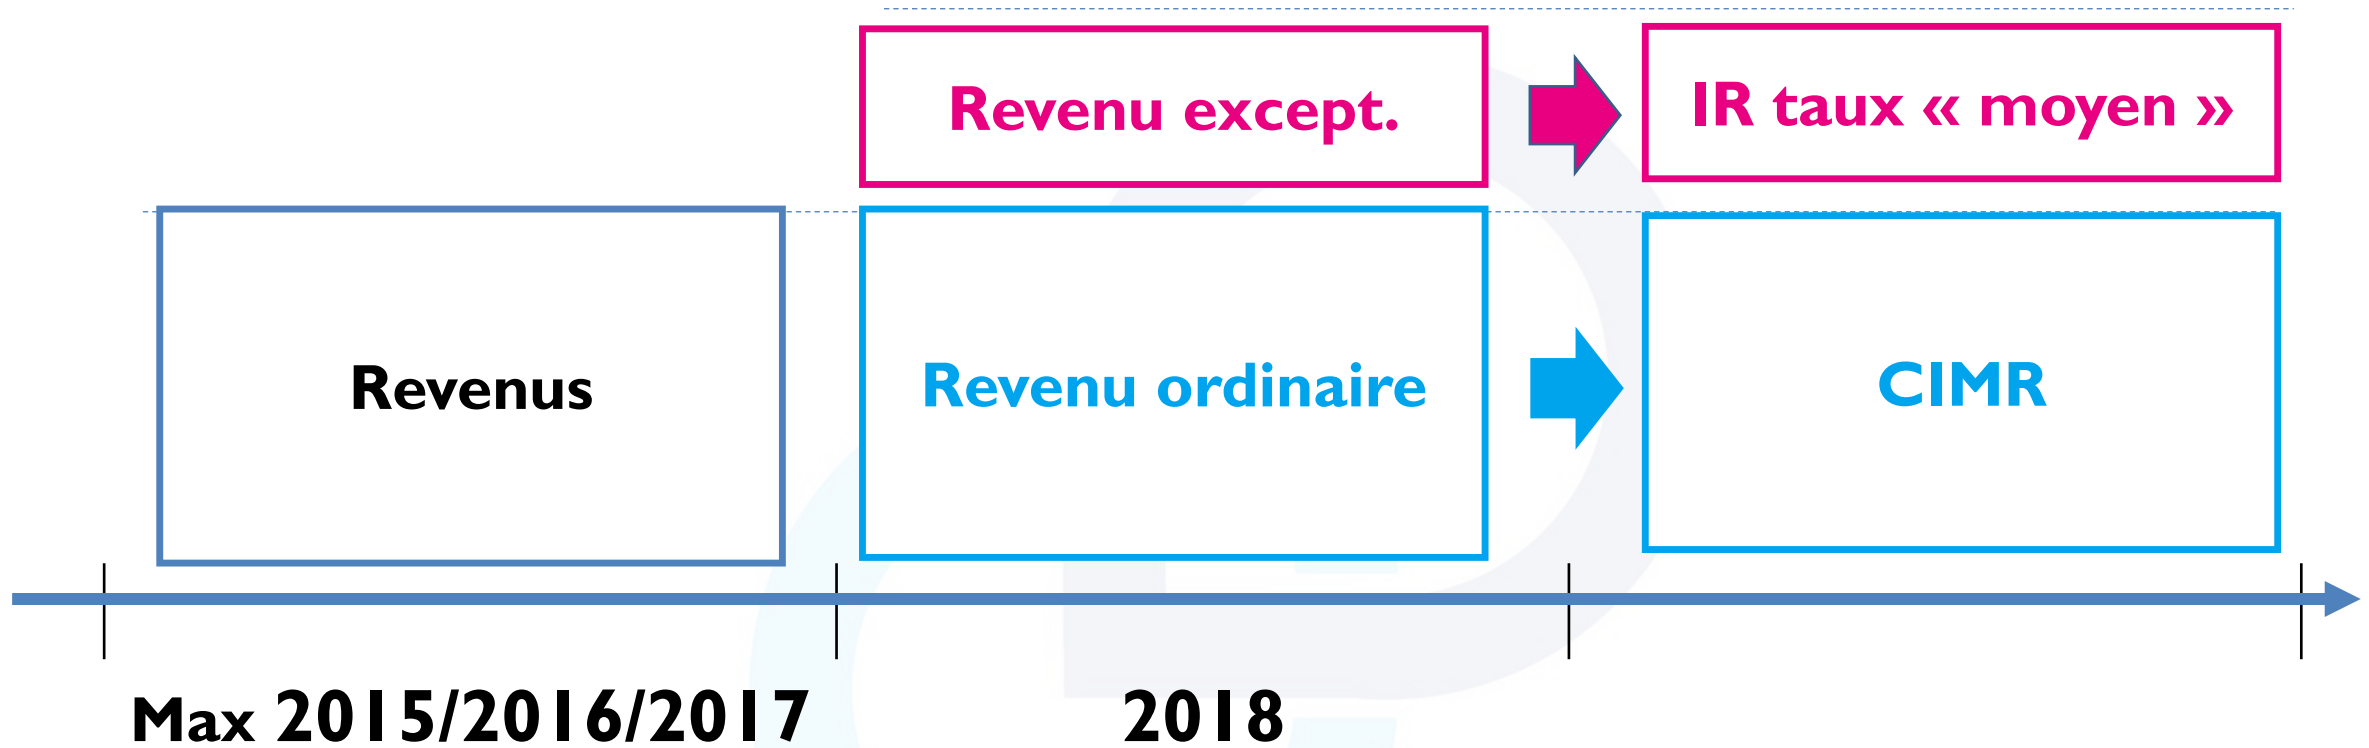 Revenu except.
IR taux « moyen »
Revenus
Revenu ordinaire
CIMR
Max 2015/2016/2017
2018